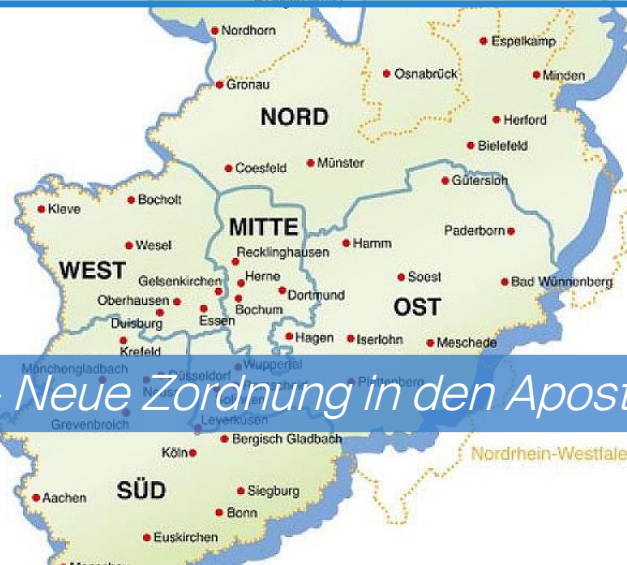 Nordhorn
Espelkamp
Osnabrück
Minden
Gronau
NORD
Herford
Bielefeld
Münster
Coesfeld
Gütersloh
Bocholt
Kleve
MITTE
Paderborn
Hamm
Wesel
Recklinghausen
WEST
Herne
Gelsenkirchen
Soest
Bad Wünnenberg
Dortmund
Oberhausen
OST
Bochum
Essen
Duisburg
Hagen
Iserlohn
Meschede
Krefeld
Wuppertal
Mönchengladbach
Düsseldorf
Plettenberg
- Neue Zordnung in den Apost
Grevenbroich
Leverkusen
Bergisch Gladbach
Köln
Nordrhein-Westfale
SÜD
Siegburg
Aachen
Bonn
Euskirchen